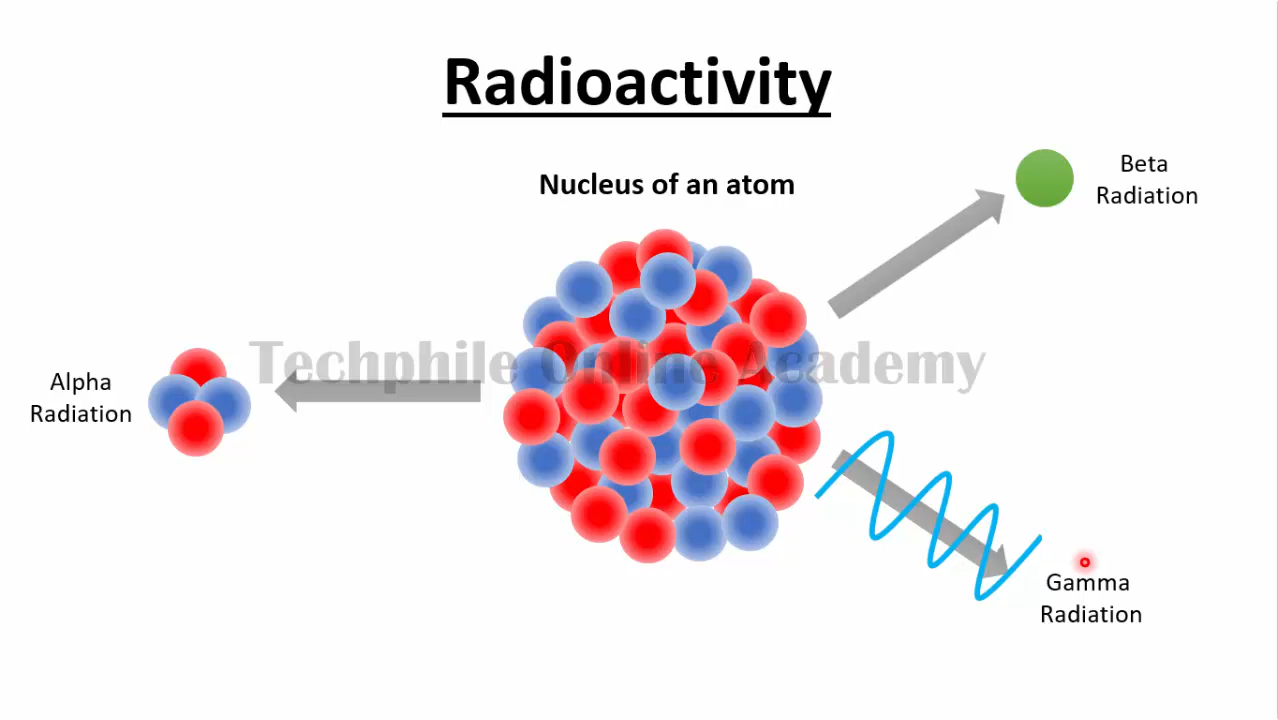 Radioactivity
Nucleus of an atom
Beta
Radiation
Techphile Online Academy
Alpha
Radiation
Gamma
Radiation